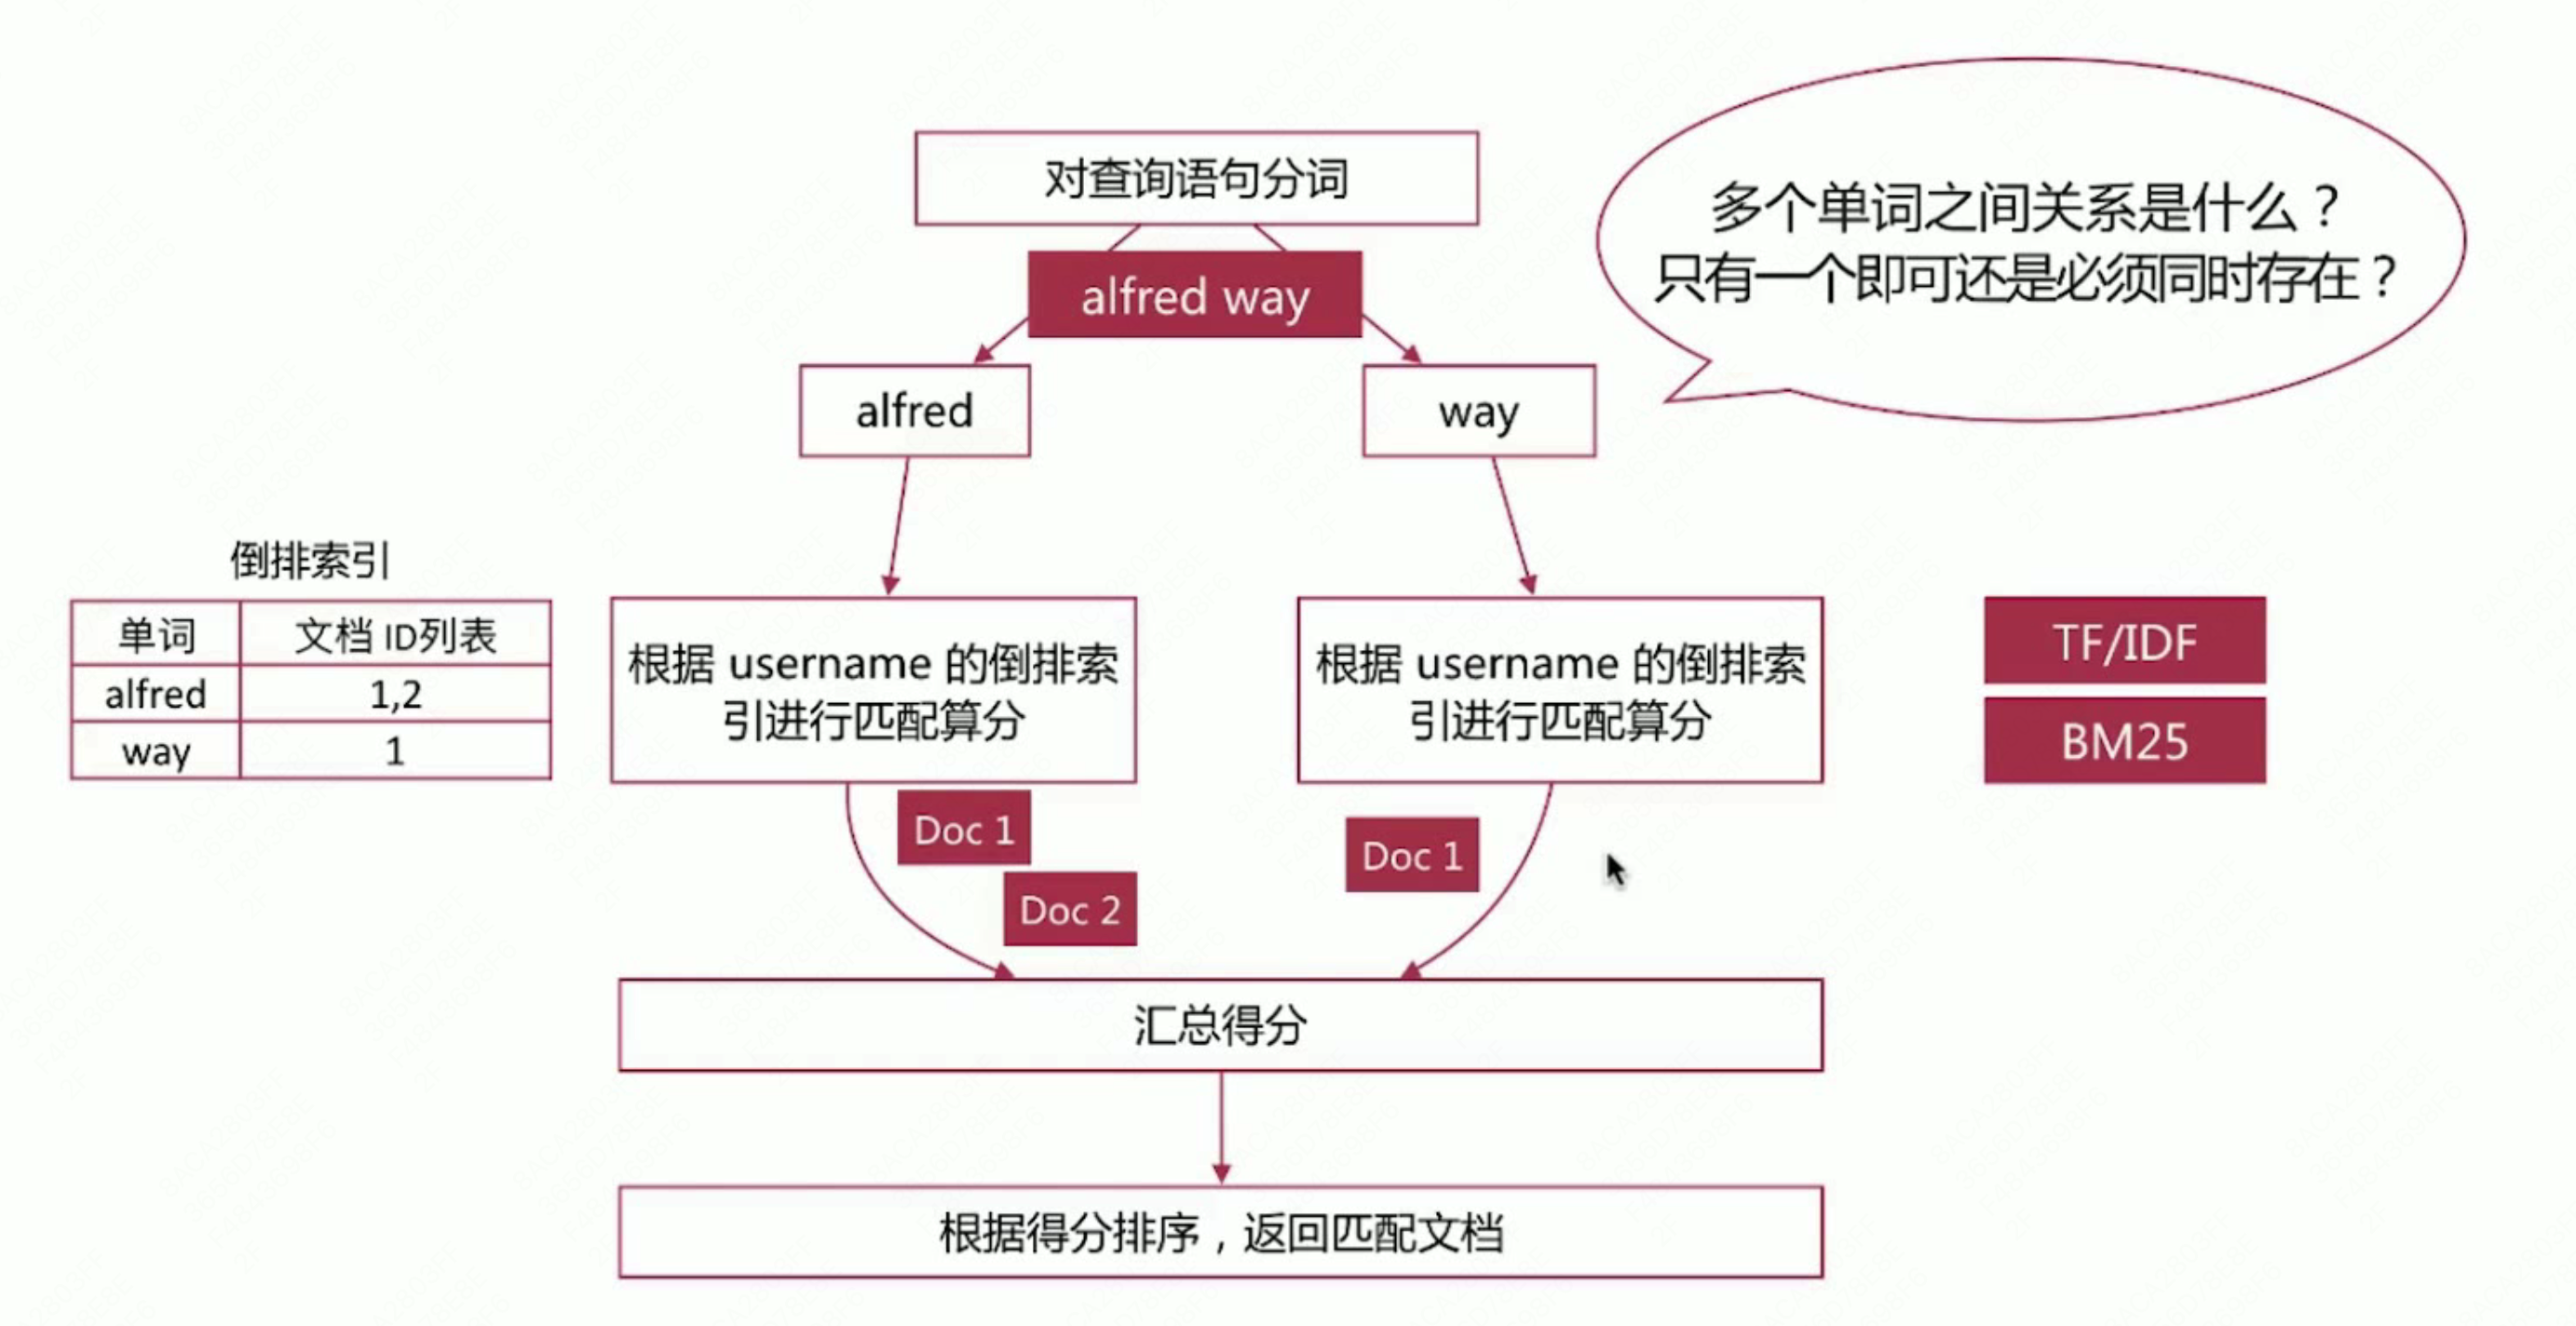 对查询语句分词
alfred way
多个单词之间关系是什么？
只有一个即可还是必须同时存在？
alfred
way
倒排索引
单词 文档 ID列表
alfred 1,2
way 1
根据 username 的倒排索
引进行匹配算分
根据 username 的倒排索
引进行匹配算分
TF/IDF
BM25
Doc 1
Doc 2
Doc 1
汇总得分
根据得分排序，返回匹配文档